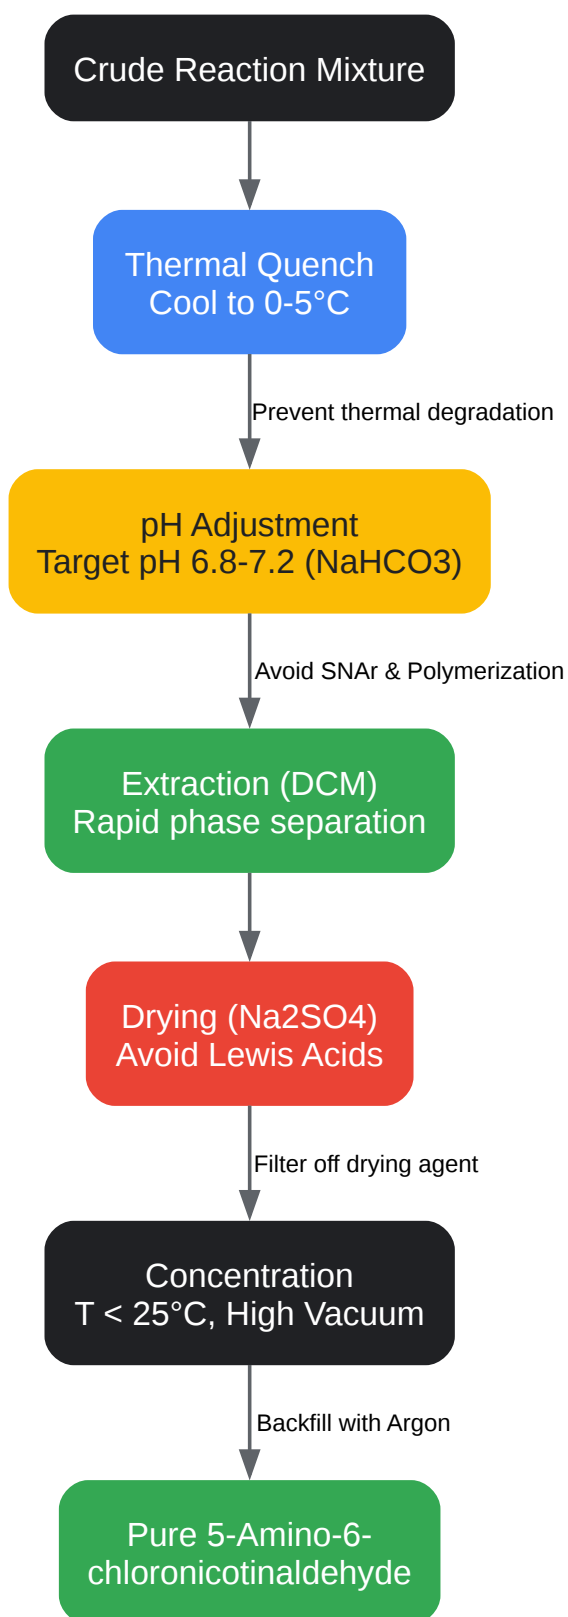 Crude Reaction Mixture
Thermal Quench
Cool to 0-5°C
Prevent thermal degradation
pH Adjustment
Target pH 6.8-7.2 (NaHCO3)
Avoid SNAr & Polymerization
Extraction (DCM)
Rapid phase separation
Drying (Na2SO4)
Avoid Lewis Acids
Filter off drying agent
Concentration
T < 25°C, High Vacuum
Backfill with Argon
Pure 5-Amino-6-
chloronicotinaldehyde